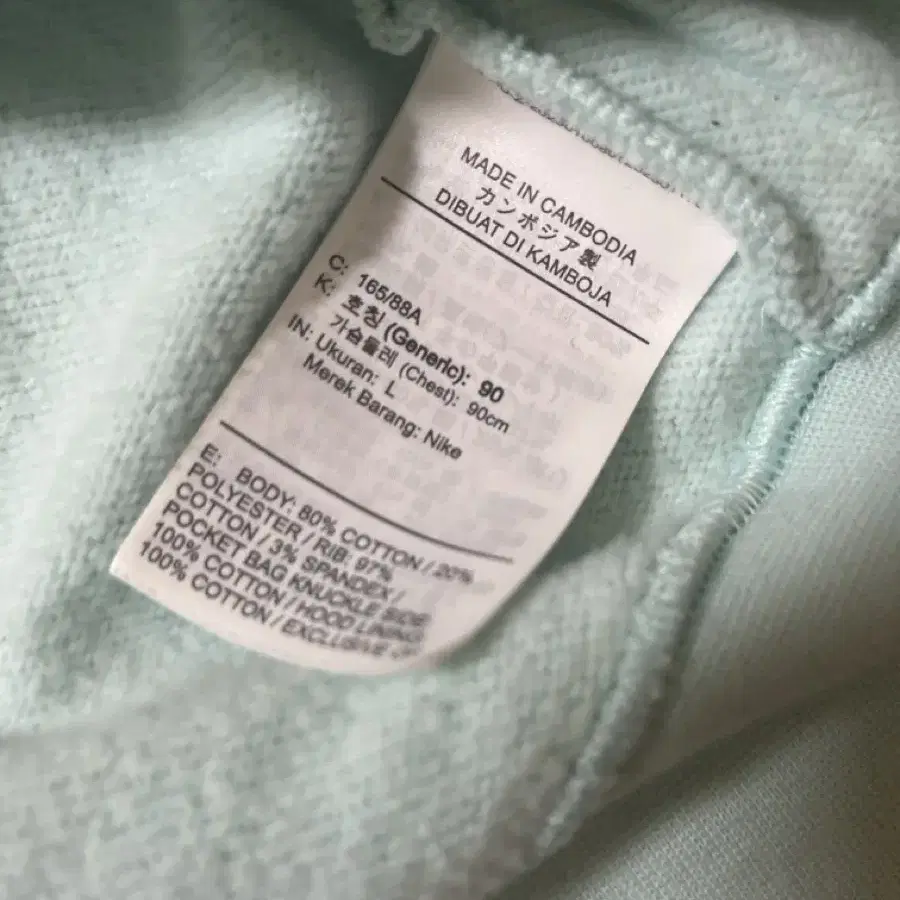 MADE IN CAMBODIA
カンボジア製
DIBUAT DI KAMBOJA
C: 165/88A
K: 호칭 (Generic): 90
가슴둘레 (Chest): 90cm
IN: Ukuran: L
Merek Barang: Nike
E: BODY: 80% COTTON / 20%
POLYESTER / RIB: 97%
COTTON / 3% SPANDEX /
POCKET BAG KNUCKLE SIDE:
100% COTTON / HOOD LINING:
100% COTTON / EXCLUSIVE